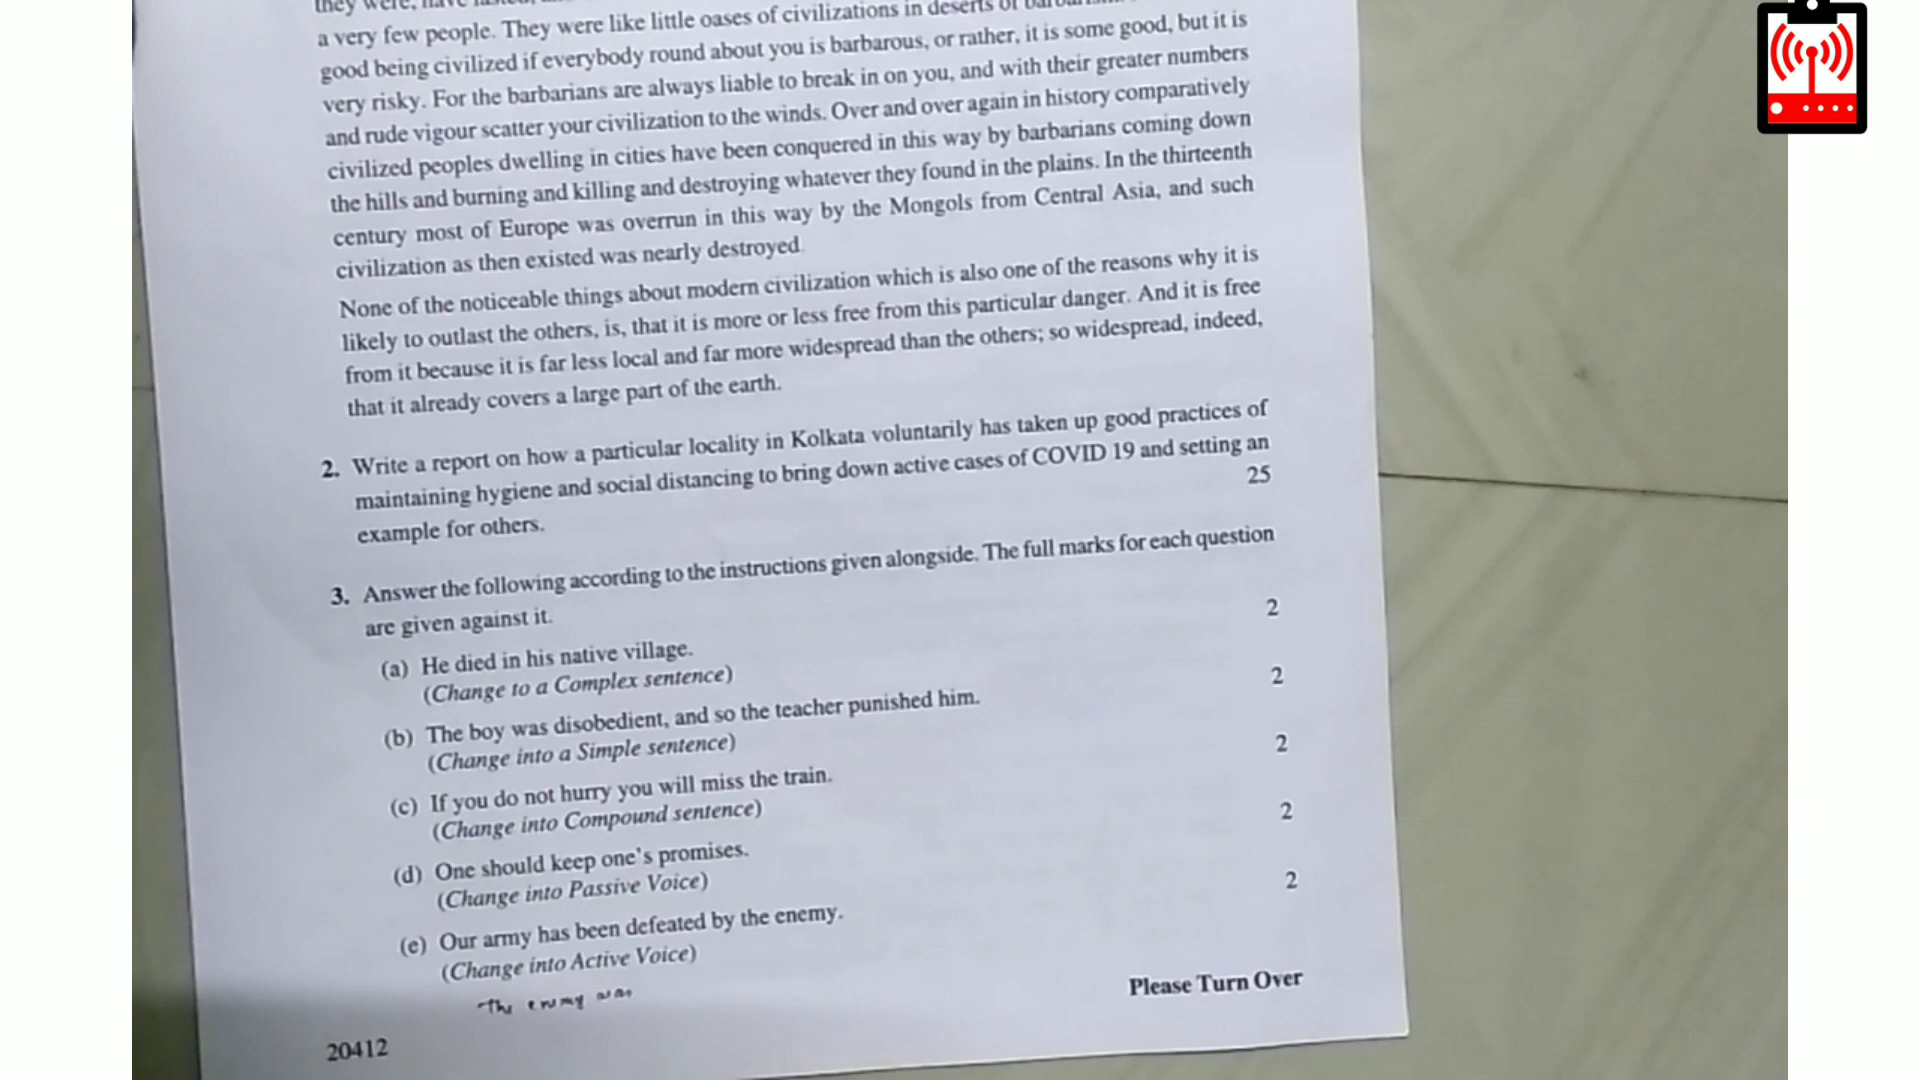 they were, have
a very few people. They were like little oases of civilizations in deserts of
good being civilized if everybody round about you is barbarous, or rather, it is some good, but it is
very risky. For the barbarians are always liable to break in on you, and with their greater numbers
and rude vigour scatter your civilization to the winds. Over and over again in history comparatively
civilized peoples dwelling in cities have been conquered in this way by barbarians coming down
the hills and burning and killing and destroying whatever they found in the plains. In the thirteenth
century most of Europe was overrun in this way by the Mongols from Central Asia, and such
civilization as then existed was nearly destroyed
None of the noticeable things about modern civilization which is also one of the reasons why it is
likely to outlast the others, is, that it is more or less free from this particular danger. And it is free
from it because it is far less local and far more widespread than the others; so widespread, indeed,
that it already covers a large part of the earth.
2. Write a report on how a particular locality in Kolkata voluntarily has taken up good practices of
maintaining hygiene and social distancing to bring down active cases of COVID 19 and setting an
example for others. 25
3. Answer the following according to the instructions given alongside. The full marks for each question
are given against it.
(a) He died in his native village. 2
(Change to a Complex sentence)
(b) The boy was disobedient, and so the teacher punished him. 2
(Change into a Simple sentence)
(c) If you do not hurry you will miss the train. 2
(Change into Compound sentence)
(d) One should keep one's promises. 2
(Change into Passive Voice)
(e) Our army has been defeated by the enemy. 2
(Change into Active Voice)
The enemy was
Please Turn Over
20412